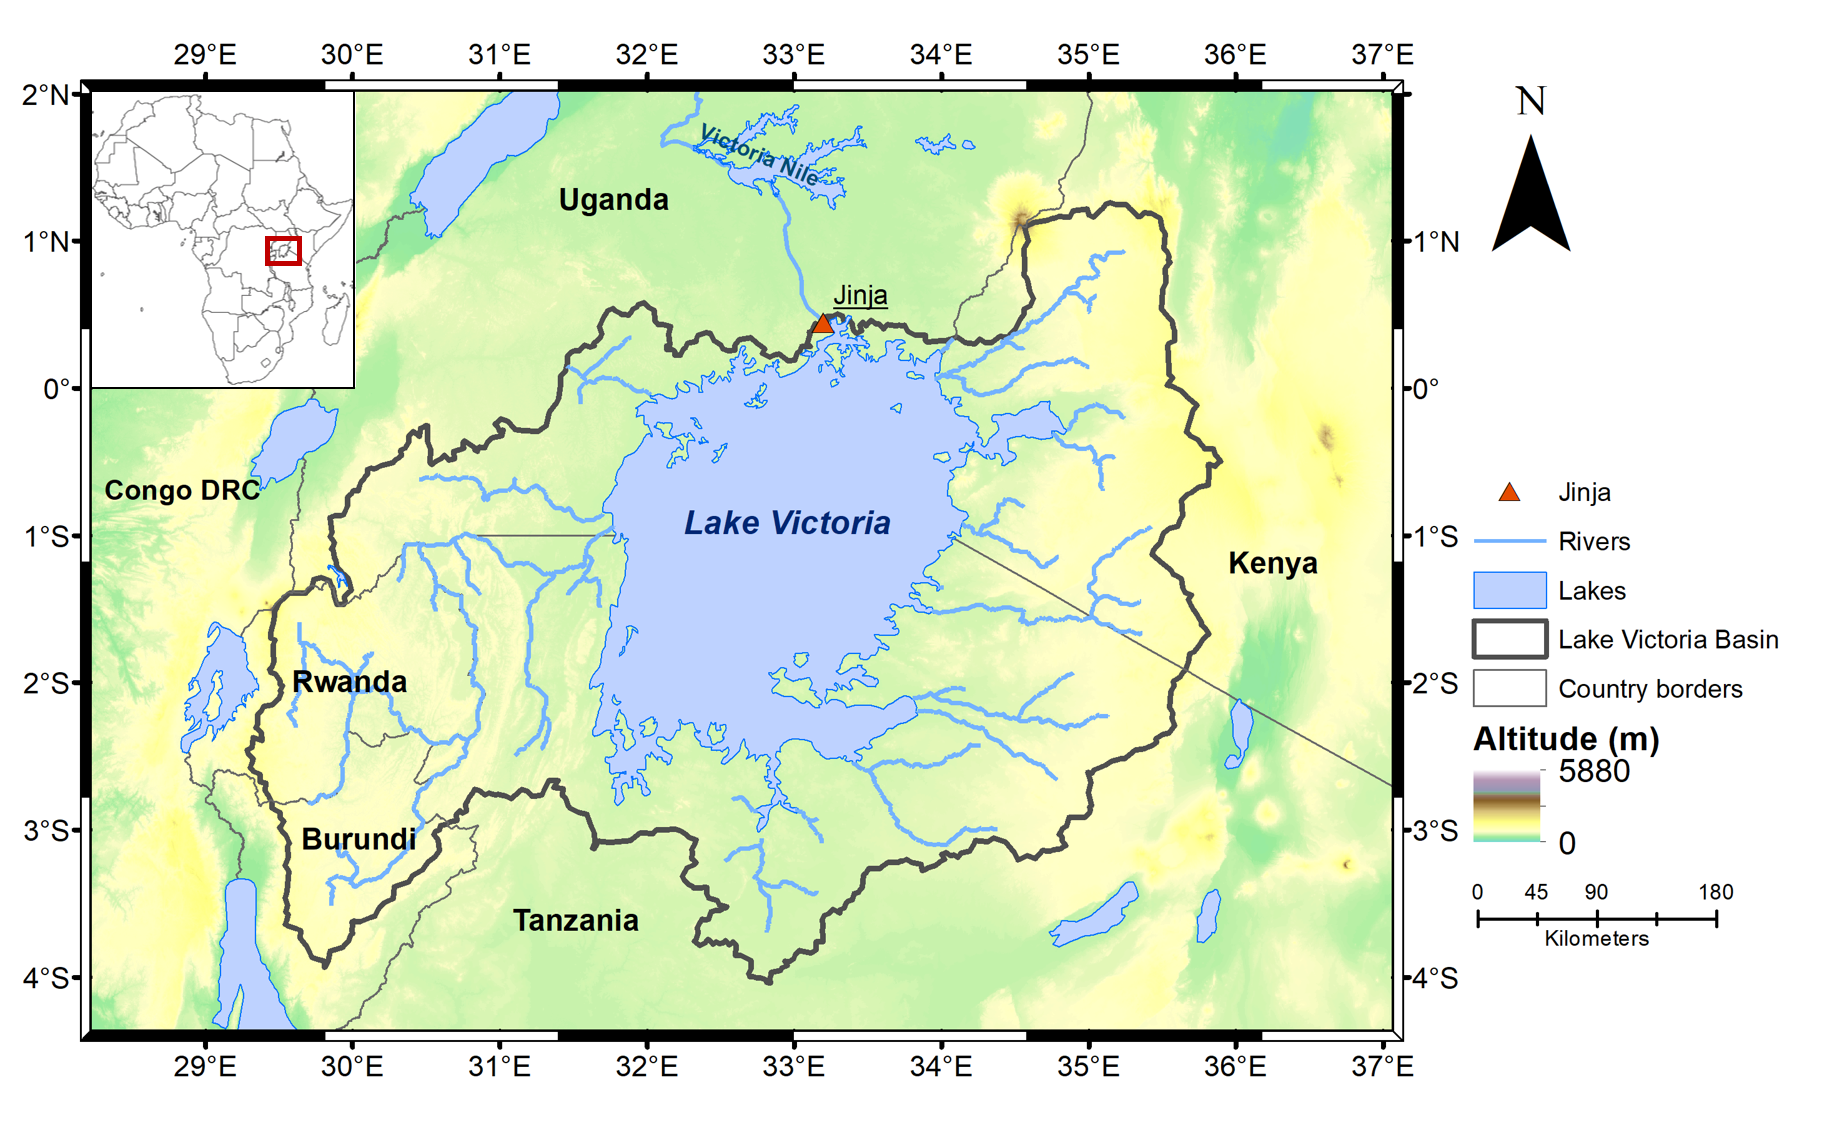 29°E 30°E 31°E 32°E 33°E 34°E 35°E 36°E 37°E
2°N
1°N
0°
1°S
2°S
3°S
4°S
Victoria Nile
Uganda
Jinja
Congo DRC
Lake Victoria
Kenya
Rwanda
Burundi
Tanzania
1°N
0°
1°S
2°S
3°S
4°S
29°E 30°E 31°E 32°E 33°E 34°E 35°E 36°E 37°E
N
Jinja
Rivers
Lakes
Lake Victoria Basin
Country borders
Altitude (m)
5880
0
0 45 90 180
Kilometers